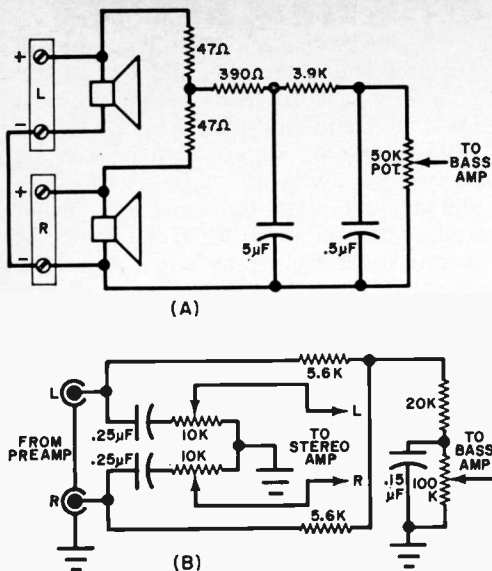 +
L
-
47Ω
390Ω
3.9K
47Ω
+
R
-
5µF
.5µF
50K
POT.
TO
BASS
AMP
(A)
5.6K
L
.25µF
10K
L
20K
FROM
PREAMP
TO
STEREO
AMP
.25µF
10K
R
R
.15
µF
100
K
TO
BASS
AMP
5.6K
(B)